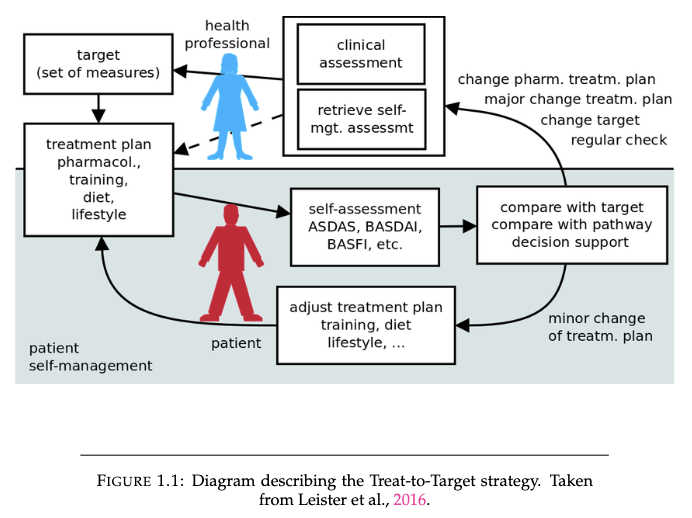 health
professional
target
(set of measures)
clinical
assessment
retrieve self-
mgt. assessmt
change pharm. treatm. plan
major change treatm. plan
change target
regular check
treatment plan
pharmacol.,
training,
diet,
lifestyle
self-assessment
ASDAS, BASDAI,
BASFI, etc.
compare with target
compare with pathway
decision support
adjust treatment plan
training, diet
lifestyle, ...
minor change
of treatm. plan
patient
patient
self-management
FIGURE 1.1: Diagram describing the Treat-to-Target strategy. Taken
from Leister et al., 2016.